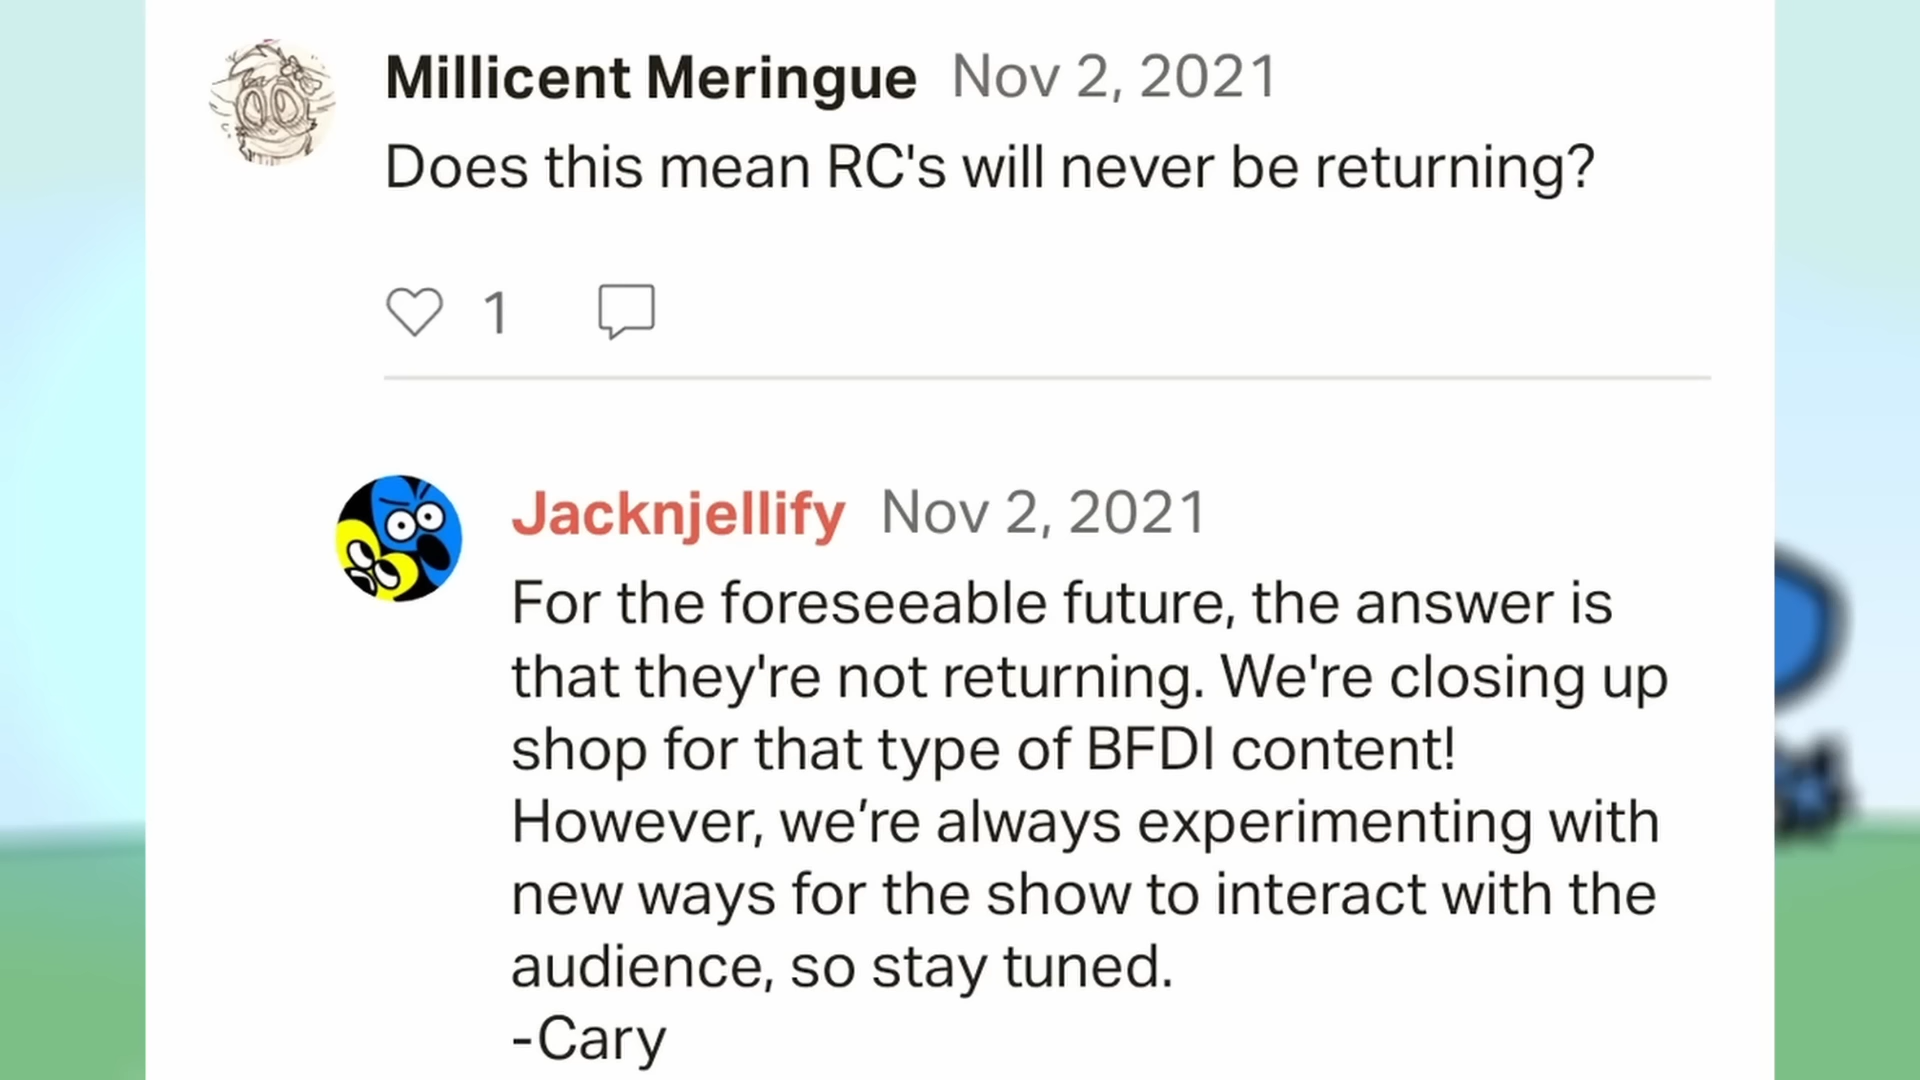 Millicent Meringue Nov 2, 2021
Does this mean RC's will never be returning?
1
Jacknjellify Nov 2, 2021
For the foreseeable future, the answer is
that they're not returning. We're closing up
shop for that type of BFDI content!
However, we’re always experimenting with
new ways for the show to interact with the
audience, so stay tuned.
-Cary